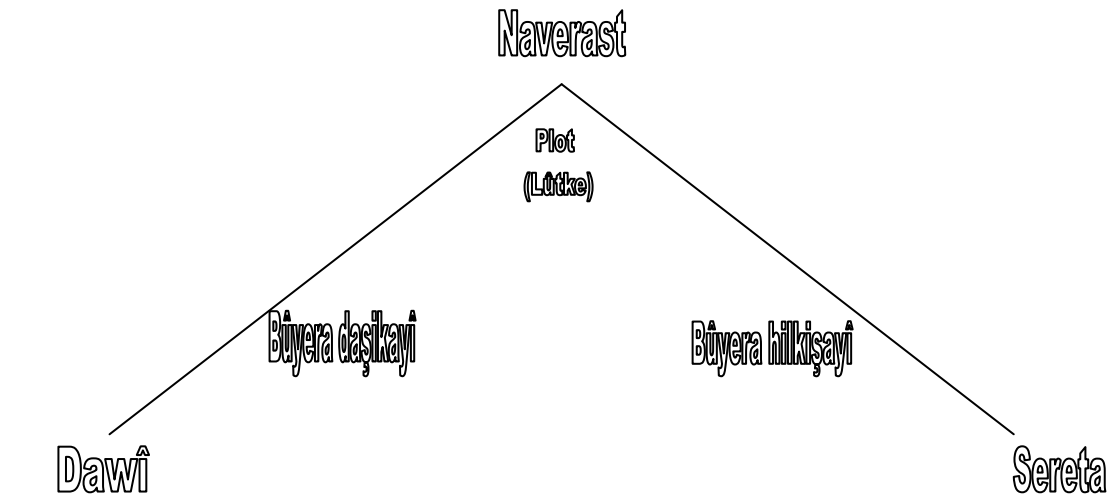 Naverast
Plot
(Lûtke)
Bûyera daşikayî
Bûyera hilkişayî
Dawî
Sereta